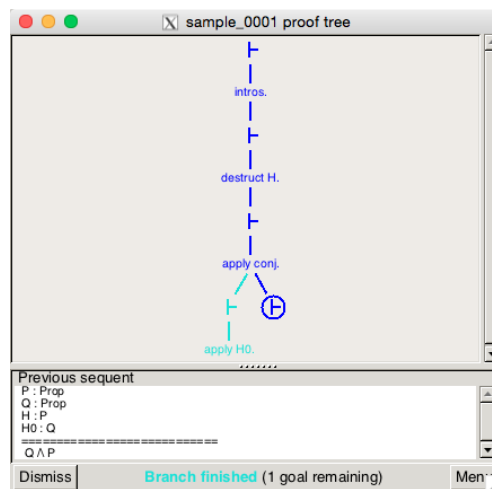 sample_0001 proof tree
intros.
destruct H.
apply conj.
apply H0.
Previous sequent
P : Prop
Q : Prop
H : P
H0 : Q
============================
Q /\ P
Dismiss Branch finished (1 goal remaining) Menu